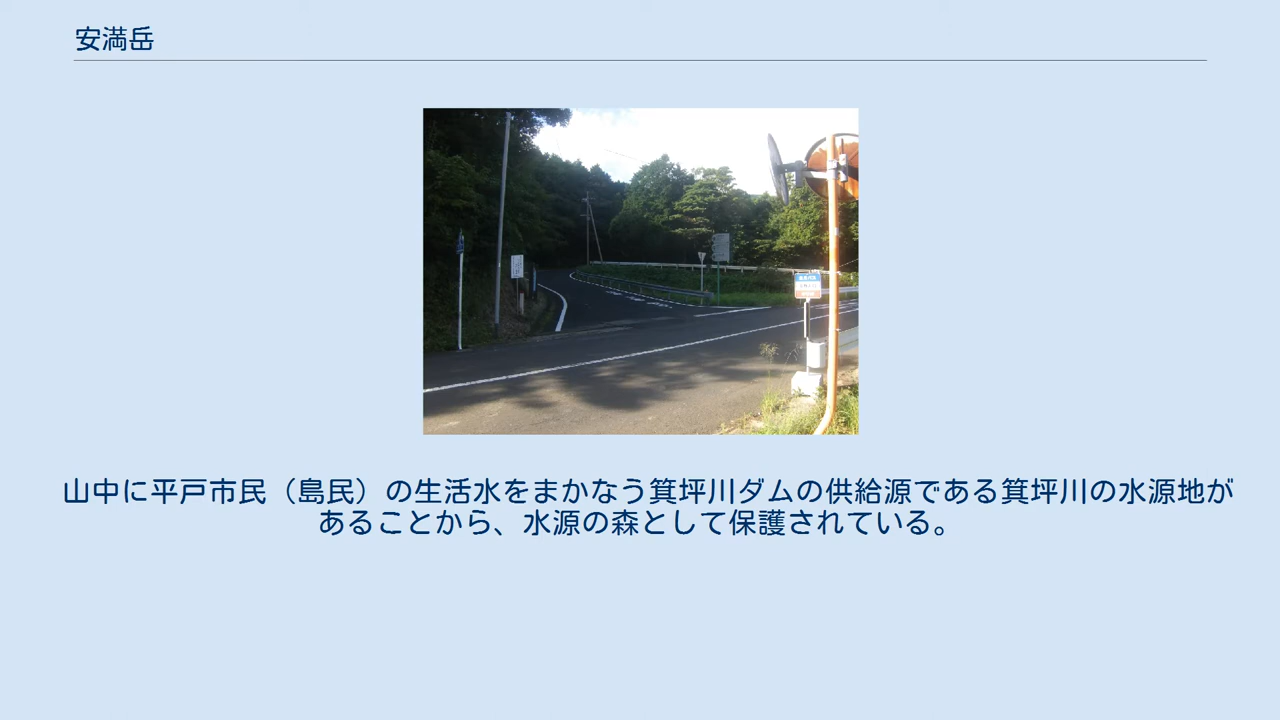 安満岳
山中に平戸市民（島民）の生活水をまかなう箕坪川ダムの供給源である箕坪川の水源地が
あることから、水源の森として保護されている。